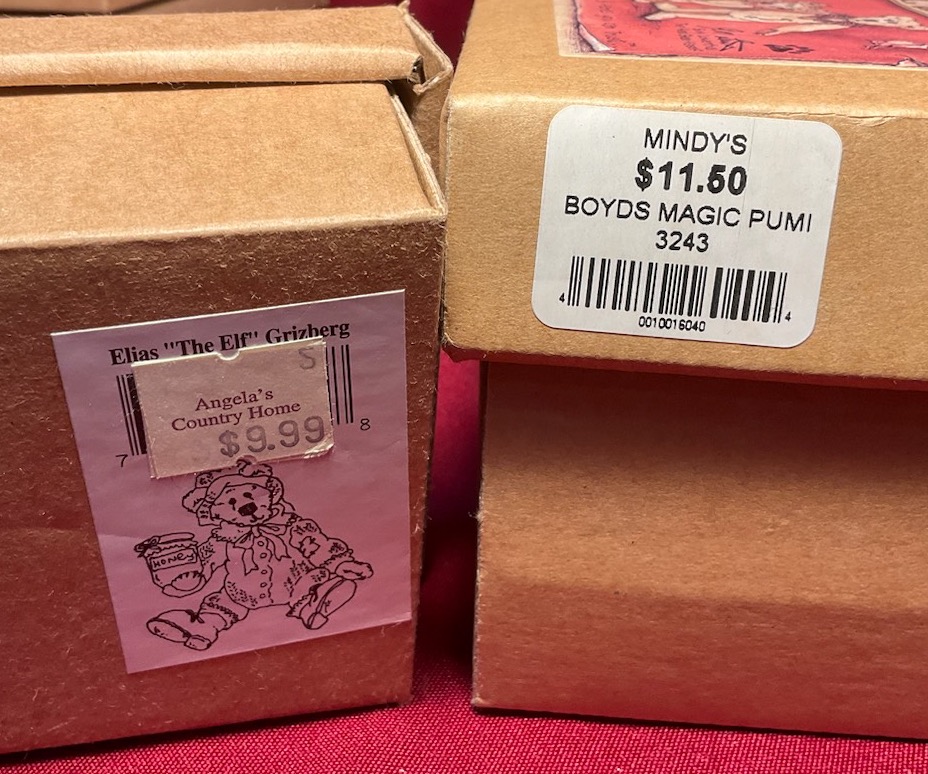 Elias "The Elf" Grizberg
S
Angela's
Country Home
$9.99
7
8
HONEY
MINDY'S
$11.50
BOYDS MAGIC PUMI
3243
4
4
0010016040